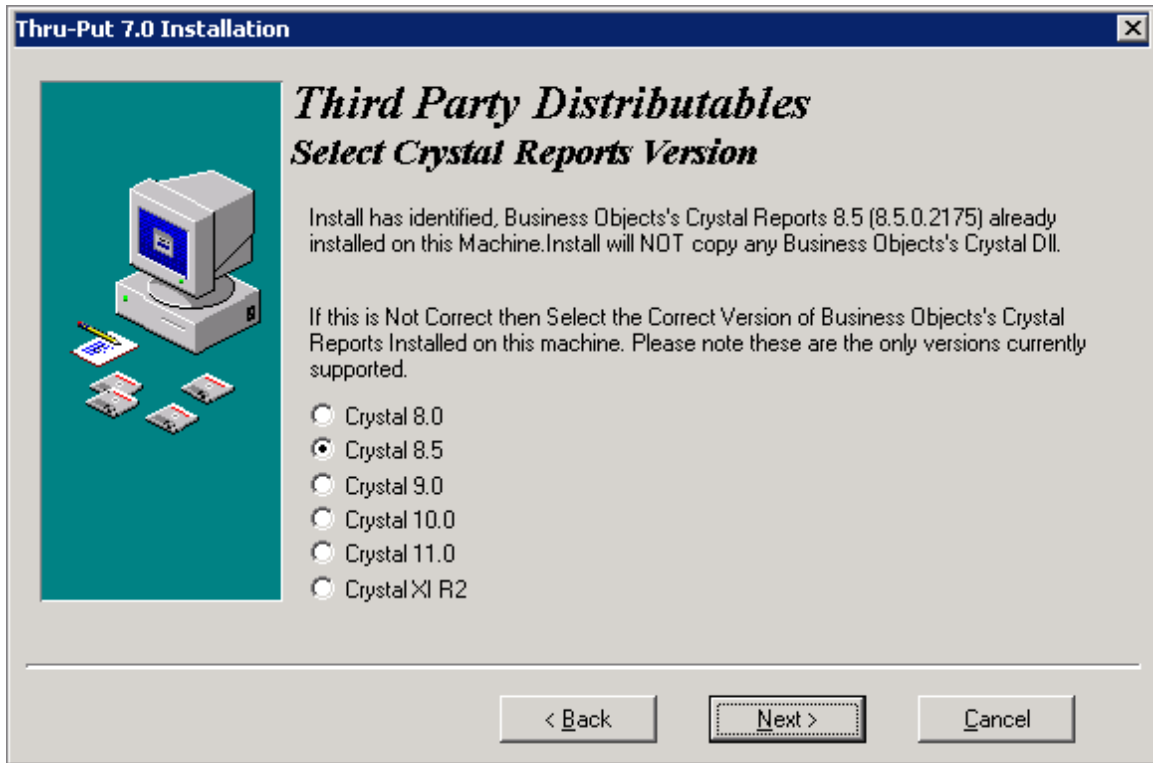 Thru-Put 7.0 Installation
Third Party Distributables
Select Crystal Reports Version
Install has identified, Business Objects's Crystal Reports 8.5 (8.5.0.2175) already
installed on this Machine.Install will NOT copy any Business Objects's Crystal Dll.
If this is Not Correct then Select the Correct Version of Business Objects's Crystal
Reports Installed on this machine. Please note these are the only versions currently
supported.
Crystal 8.0
Crystal 8.5
Crystal 9.0
Crystal 10.0
Crystal 11.0
Crystal XI R2
< Back
Next >
Cancel